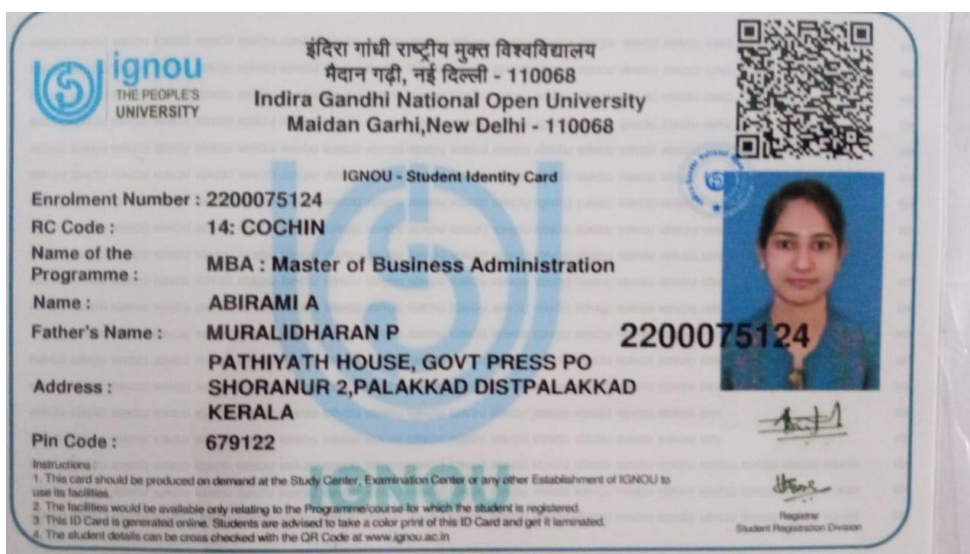 ignou
THE PEOPLE'S
UNIVERSITY
इंदिरा गांधी राष्ट्रीय मुक्त विश्वविद्यालय
मैदान गढ़ी, नई दिल्ली - 110068
Indira Gandhi National Open University
Maidan Garhi,New Delhi - 110068
IGNOU - Student Identity Card
Enrolment Number : 2200075124
RC Code : 14: COCHIN
Name of the
Programme : MBA : Master of Business Administration
Name : ABIRAMI A
Father's Name : MURALIDHARAN P
2200075124
PATHIYATH HOUSE, GOVT PRESS PO
Address : SHORANUR 2,PALAKKAD DISTPALAKKAD
KERALA
Pin Code : 679122
IGNOU
Instructions :
1. This card should be produced on demand at the Study Center, Examination Center or any other Establishment of IGNOU to
use its facilities.
2. The facilities would be available only relating to the Programme/course for which the student is registered.
3. This ID Card is generated online. Students are advised to take a color print of this ID Card and get it laminated.
4. The student details can be cross checked with the QR Code at www.ignou.ac.in
Registrar
Student Registration Division